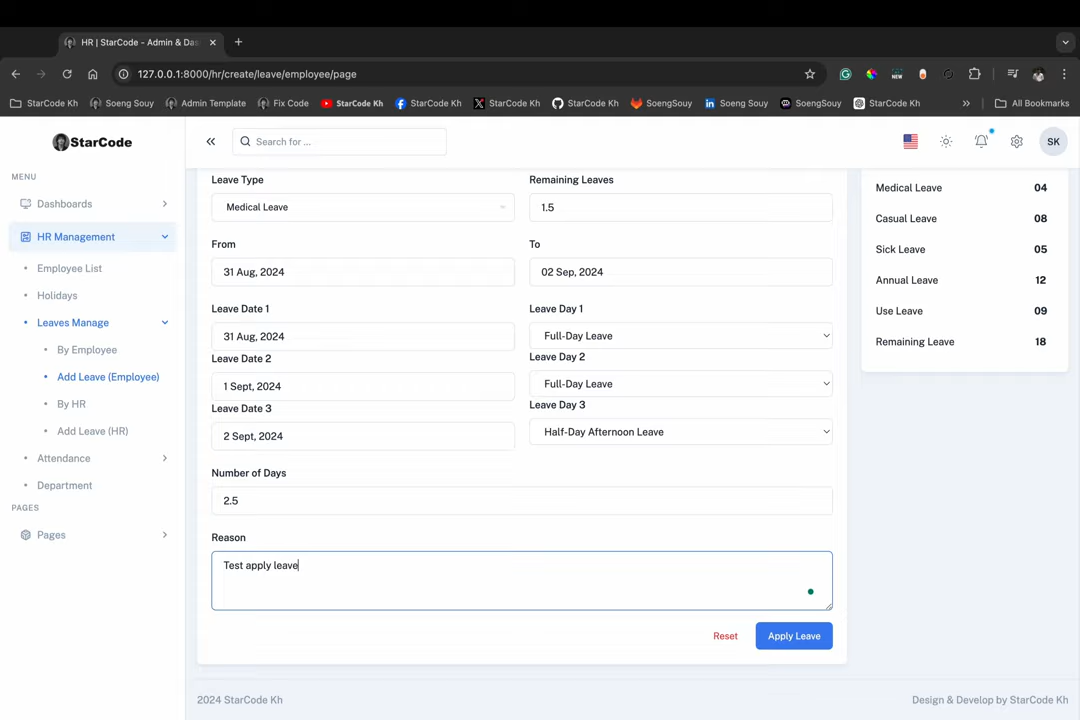 HR | StarCode - Admin & Das
127.0.0.1:8000/hr/create/leave/employee/page
StarCode Kh
Soeng Souy
Admin Template
Fix Code
StarCode Kh
StarCode Kh
StarCode Kh
StarCode Kh
SoengSouy
Soeng Souy
SoengSouy
StarCode Kh
All Bookmarks
StarCode
Search for ...
SK
MENU
Dashboards
HR Management
Employee List
Holidays
Leaves Manage
By Employee
Add Leave (Employee)
By HR
Add Leave (HR)
Attendance
Department
PAGES
Pages
Leave Type
Remaining Leaves
Medical Leave
1.5
From
To
31 Aug, 2024
02 Sep, 2024
Leave Date 1
Leave Day 1
31 Aug, 2024
Full-Day Leave
Leave Date 2
Leave Day 2
1 Sept, 2024
Full-Day Leave
Leave Date 3
Leave Day 3
2 Sept, 2024
Half-Day Afternoon Leave
Number of Days
2.5
Reason
Test apply leave
Reset
Apply Leave
Medical Leave 04
Casual Leave 08
Sick Leave 05
Annual Leave 12
Use Leave 09
Remaining Leave 18
2024 StarCode Kh
Design & Develop by StarCode Kh